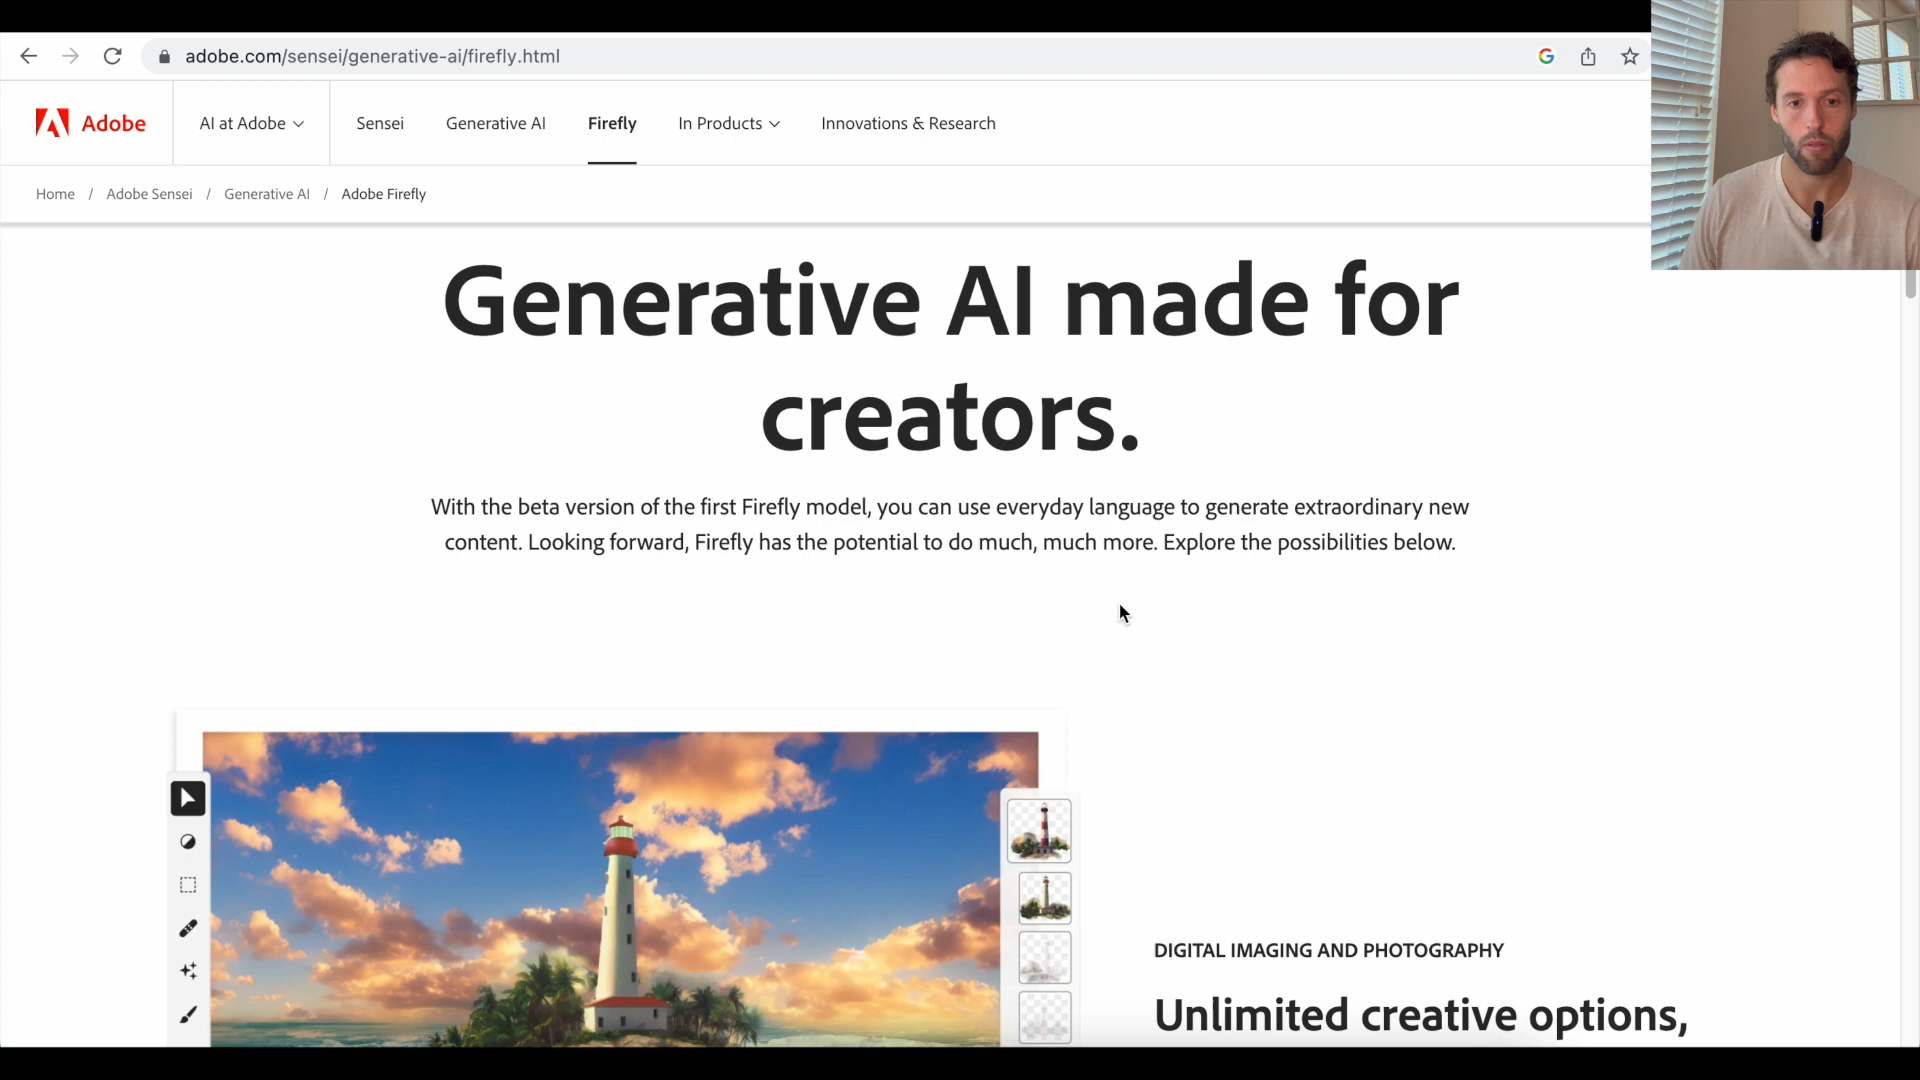 adobe.com/sensei/generative-ai/firefly.html
Adobe
AI at Adobe
Sensei
Generative AI
Firefly
In Products
Innovations & Research
Home / Adobe Sensei / Generative AI / Adobe Firefly
Generative AI made for
creators.
With the beta version of the first Firefly model, you can use everyday language to generate extraordinary new
content. Looking forward, Firefly has the potential to do much, much more. Explore the possibilities below.
DIGITAL IMAGING AND PHOTOGRAPHY
Unlimited creative options,